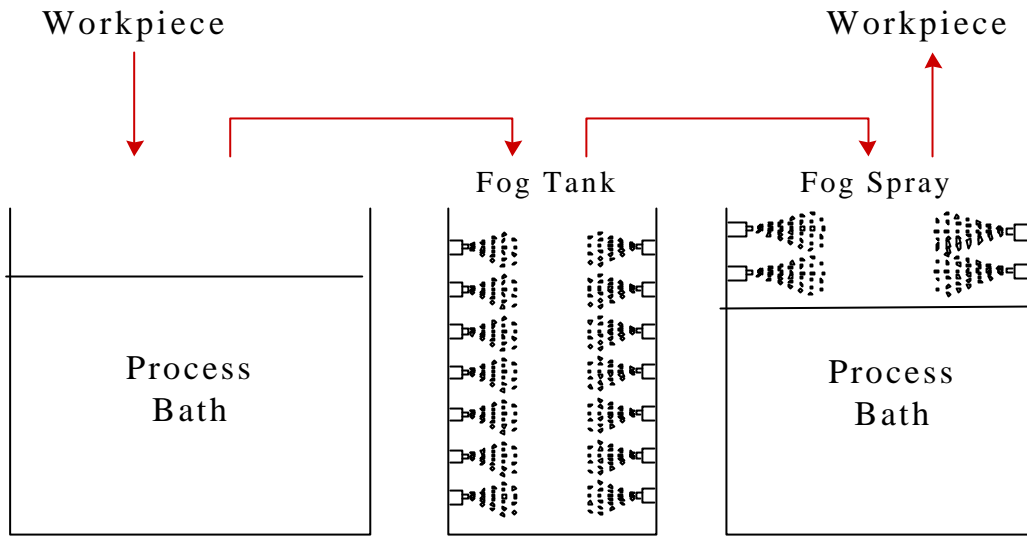 Workpiece
Workpiece
Fog Tank
Fog Spray
Process
Bath
Process
Bath